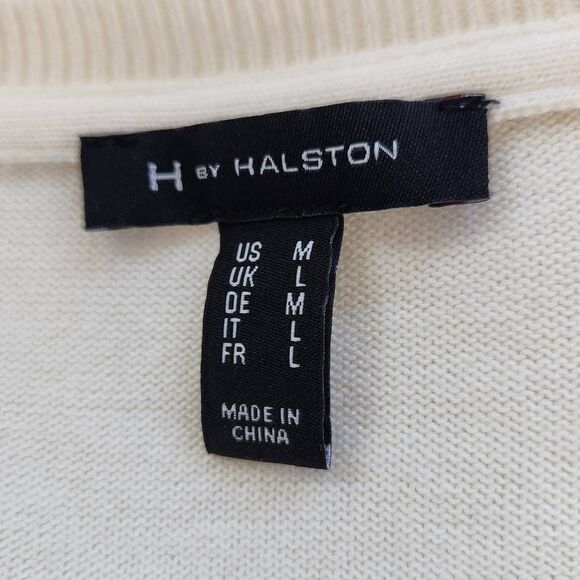 H BY HALSTON
US M
UK L
DE M
IT L
FR L
MADE IN
CHINA